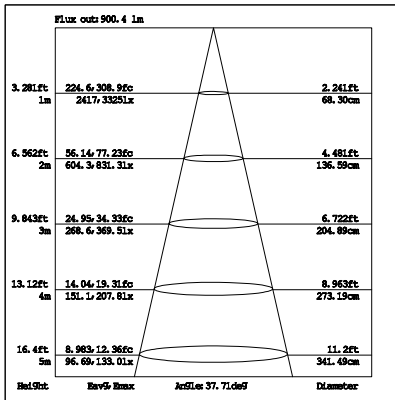 Flux out:900.4 lm
3.281ft 224.6,308.9fc 2.241ft
1m 2417,3325lx 68.30cm
6.562ft 56.14,77.23fc 4.481ft
2m 604.3,831.3lx 136.59cm
9.843ft 24.95,34.33fc 6.722ft
3m 268.6,369.5lx 204.89cm
13.12ft 14.04,19.31fc 8.963ft
4m 151.1,207.8lx 273.19cm
16.4ft 8.983,12.36fc 11.2ft
5m 96.69,133.0lx 341.49cm
Height Eavg,Emax Angle:37.71deg Diameter